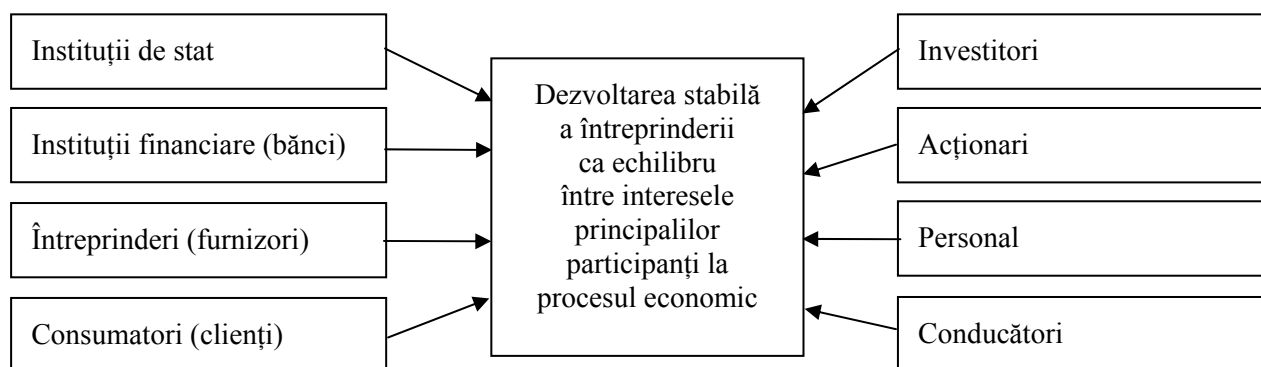 Instituții de stat
Instituții financiare (bănci)
Întreprinderi (furnizori)
Consumatori (clienți)
Dezvoltarea stabilă
a întreprinderii
ca echilibru
între interesele
principalilor
participanți la
procesul economic
Investitori
Acționari
Personal
Conducători